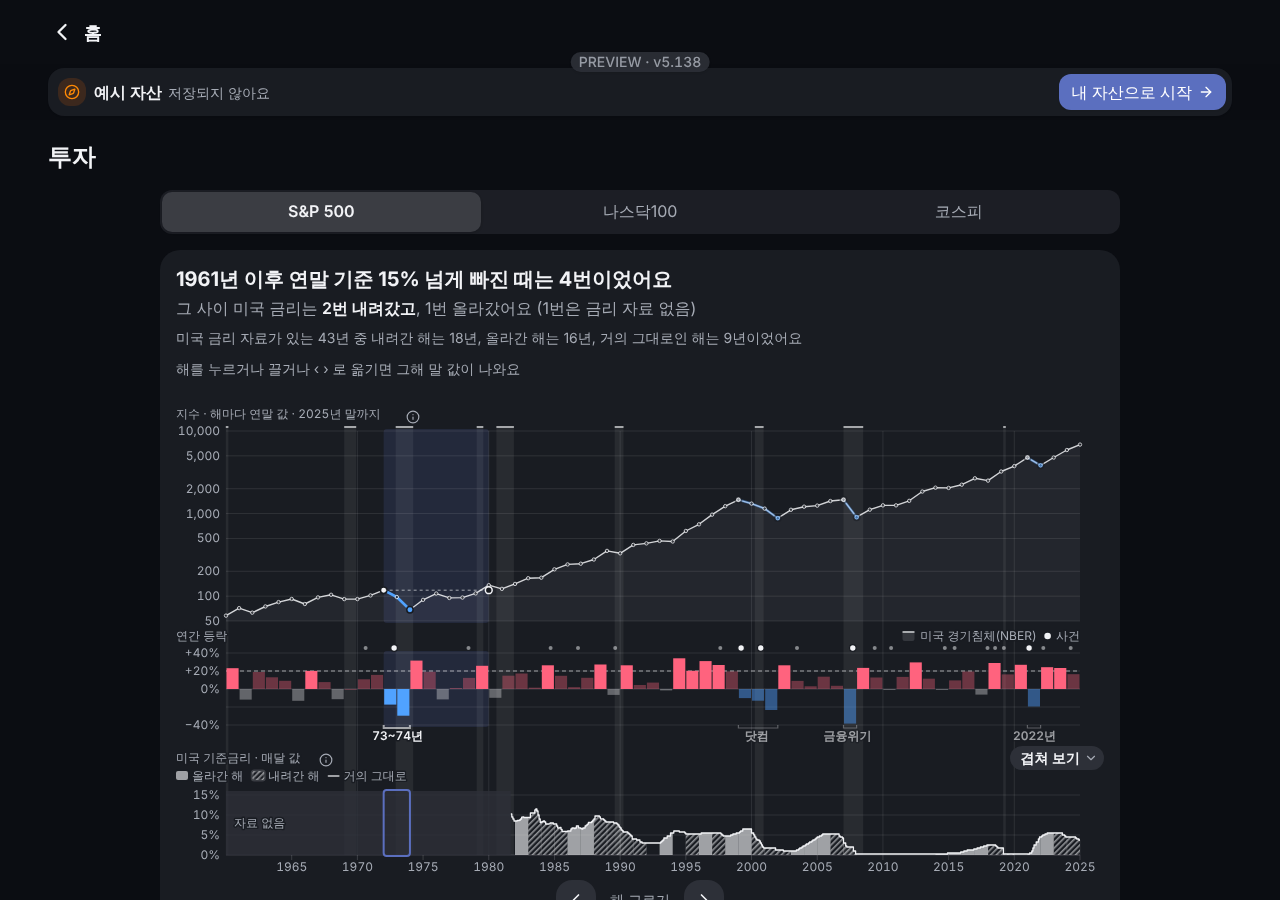 홈
PREVIEW · v5.138
예시 자산 저장되지 않아요
내 자산으로 시작 →
투자
S&P 500
나스닥100
코스피
1961년 이후 연말 기준 15% 넘게 빠진 때는 4번이었어요
그 사이 미국 금리는 2번 내려갔고, 1번 올라갔어요 (1번은 금리 자료 없음)
미국 금리 자료가 있는 43년 중 내려간 해는 18년, 올라간 해는 16년, 거의 그대로인 해는 9년이었어요
해를 누르거나 끌거나 ‹ › 로 옮기면 그해 말 값이 나와요
지수 · 해마다 연말 값 · 2025년 말까지
10,000
5,000
2,000
1,000
500
200
100
50
연간 등락
미국 경기침체(NBER)
사건
+40%
+20%
0%
−40%
73~74년
닷컴
금융위기
2022년
미국 기준금리 · 매달 값
겹쳐 보기
올라간 해
내려간 해
거의 그대로
15%
10%
5%
0%
자료 없음
1965
1970
1975
1980
1985
1990
1995
2000
2005
2010
2015
2020
2025